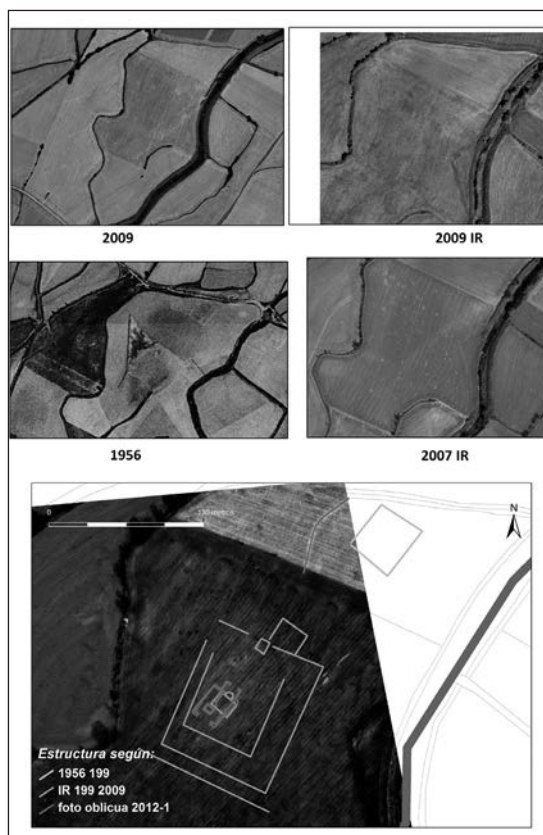 2009
2009 IR
1956
2007 IR
0
N
Estructura según:
1956 199
IR 199 2009
foto oblicua 2012-1